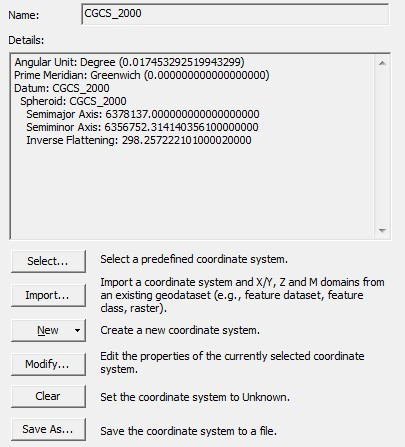 Name: CGCS_2000
Details:
Angular Unit: Degree (0.017453292519943299)
Prime Meridian: Greenwich (0.000000000000000000)
Datum: CGCS_2000
Spheroid: CGCS_2000
Semimajor Axis: 6378137.000000000000000000
Semiminor Axis: 6356752.314140356100000000
Inverse Flattening: 298.257222101000020000
Select... Select a predefined coordinate system.
Import a coordinate system and X/Y, Z and M domains from
Import... an existing geodataset (e.g., feature dataset, feature
class, raster).
New Create a new coordinate system.
Modify... Edit the properties of the currently selected coordinate
system.
Clear Set the coordinate system to Unknown.
Save As... Save the coordinate system to a file.